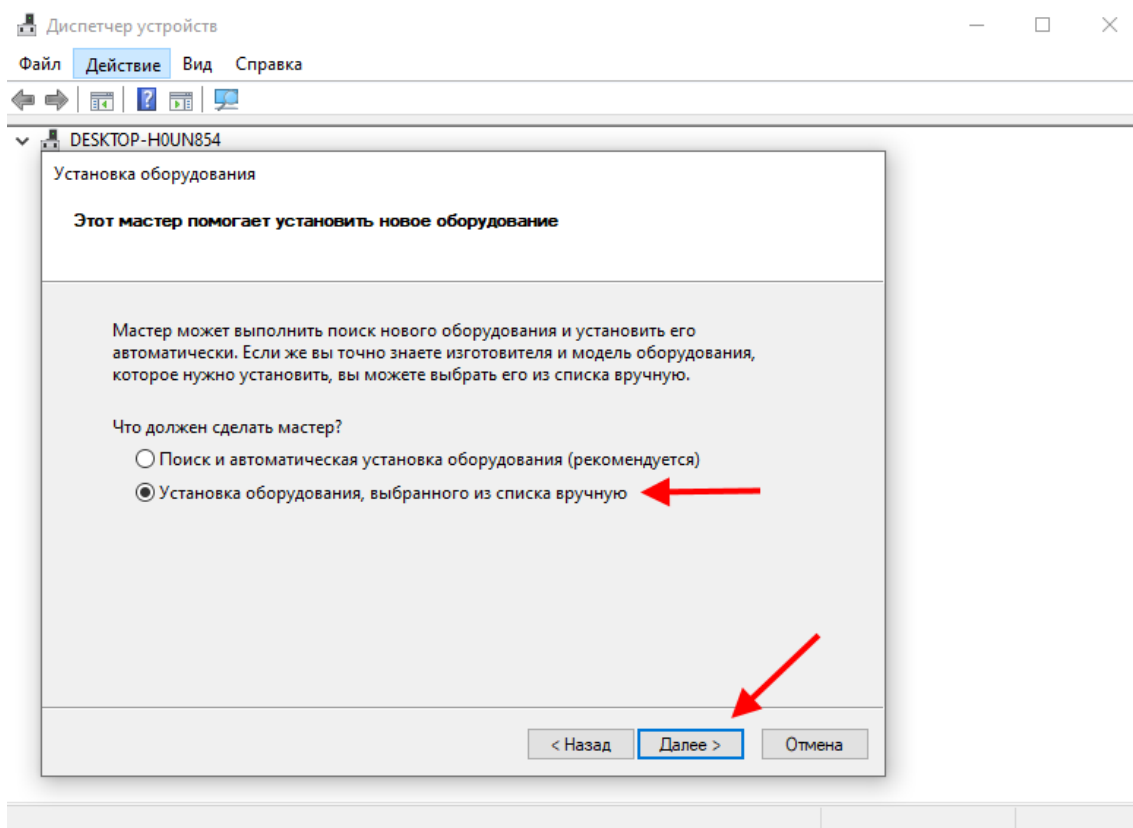 Диспетчер устройств
Файл Действие Вид Справка
DESKTOP-H0UN854
Установка оборудования
Этот мастер помогает установить новое оборудование
Мастер может выполнить поиск нового оборудования и установить его
автоматически. Если же вы точно знаете изготовителя и модель оборудования,
которое нужно установить, вы можете выбрать его из списка вручную.
Что должен сделать мастер?
Поиск и автоматическая установка оборудования (рекомендуется)
Установка оборудования, выбранного из списка вручную
< Назад Далее > Отмена